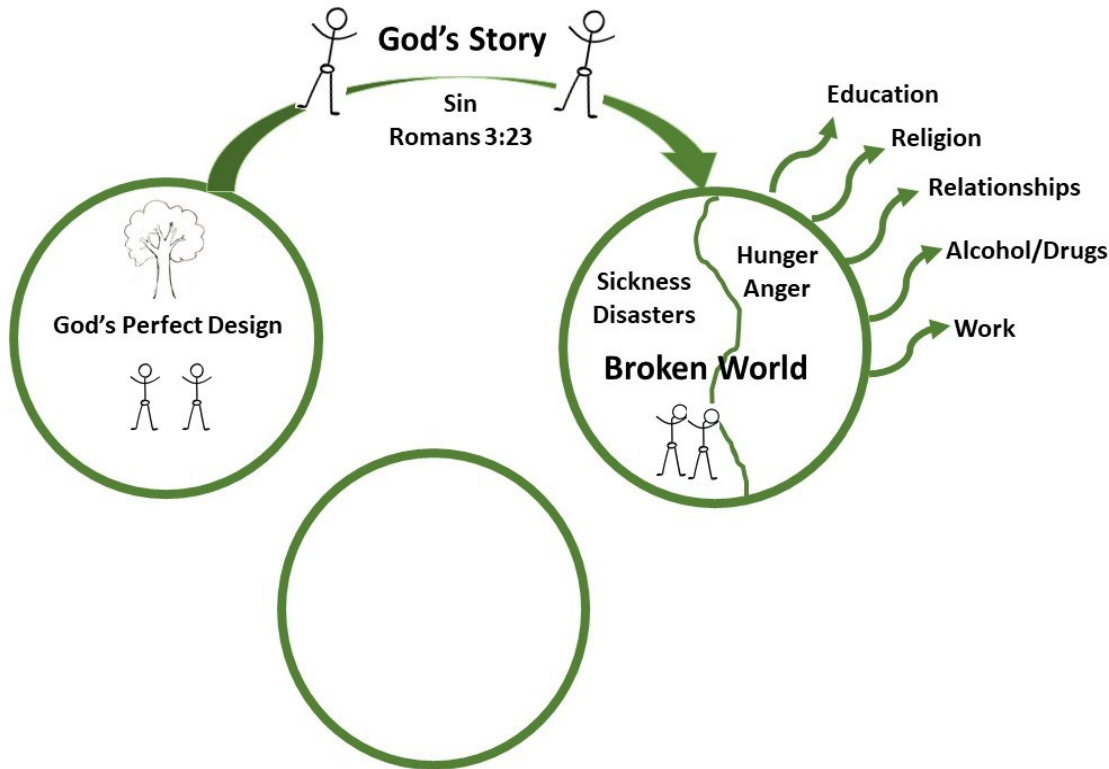 God's Story
Sin
Romans 3:23
God's Perfect Design
Sickness
Disasters
Hunger
Anger
Broken World
Education
Religion
Relationships
Alcohol/Drugs
Work